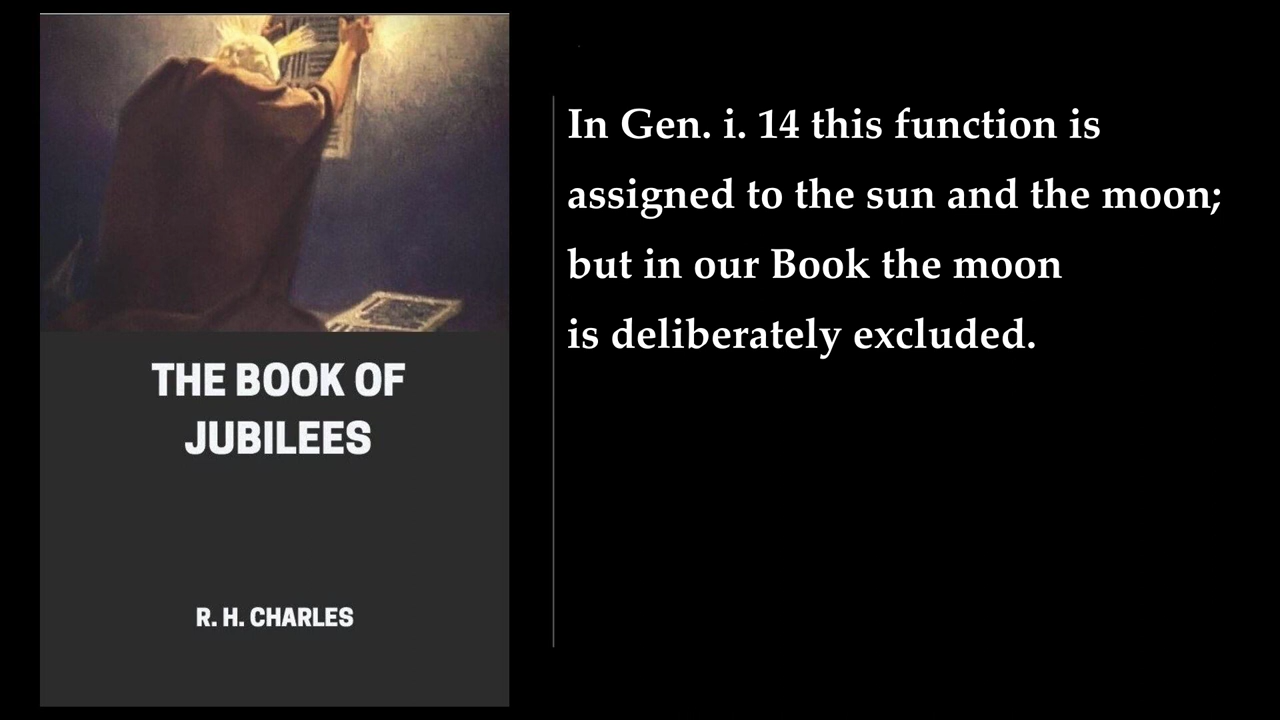 THE BOOK OF
JUBILEES
R. H. CHARLES
In Gen. i. 14 this function is
assigned to the sun and the moon;
but in our Book the moon
is deliberately excluded.